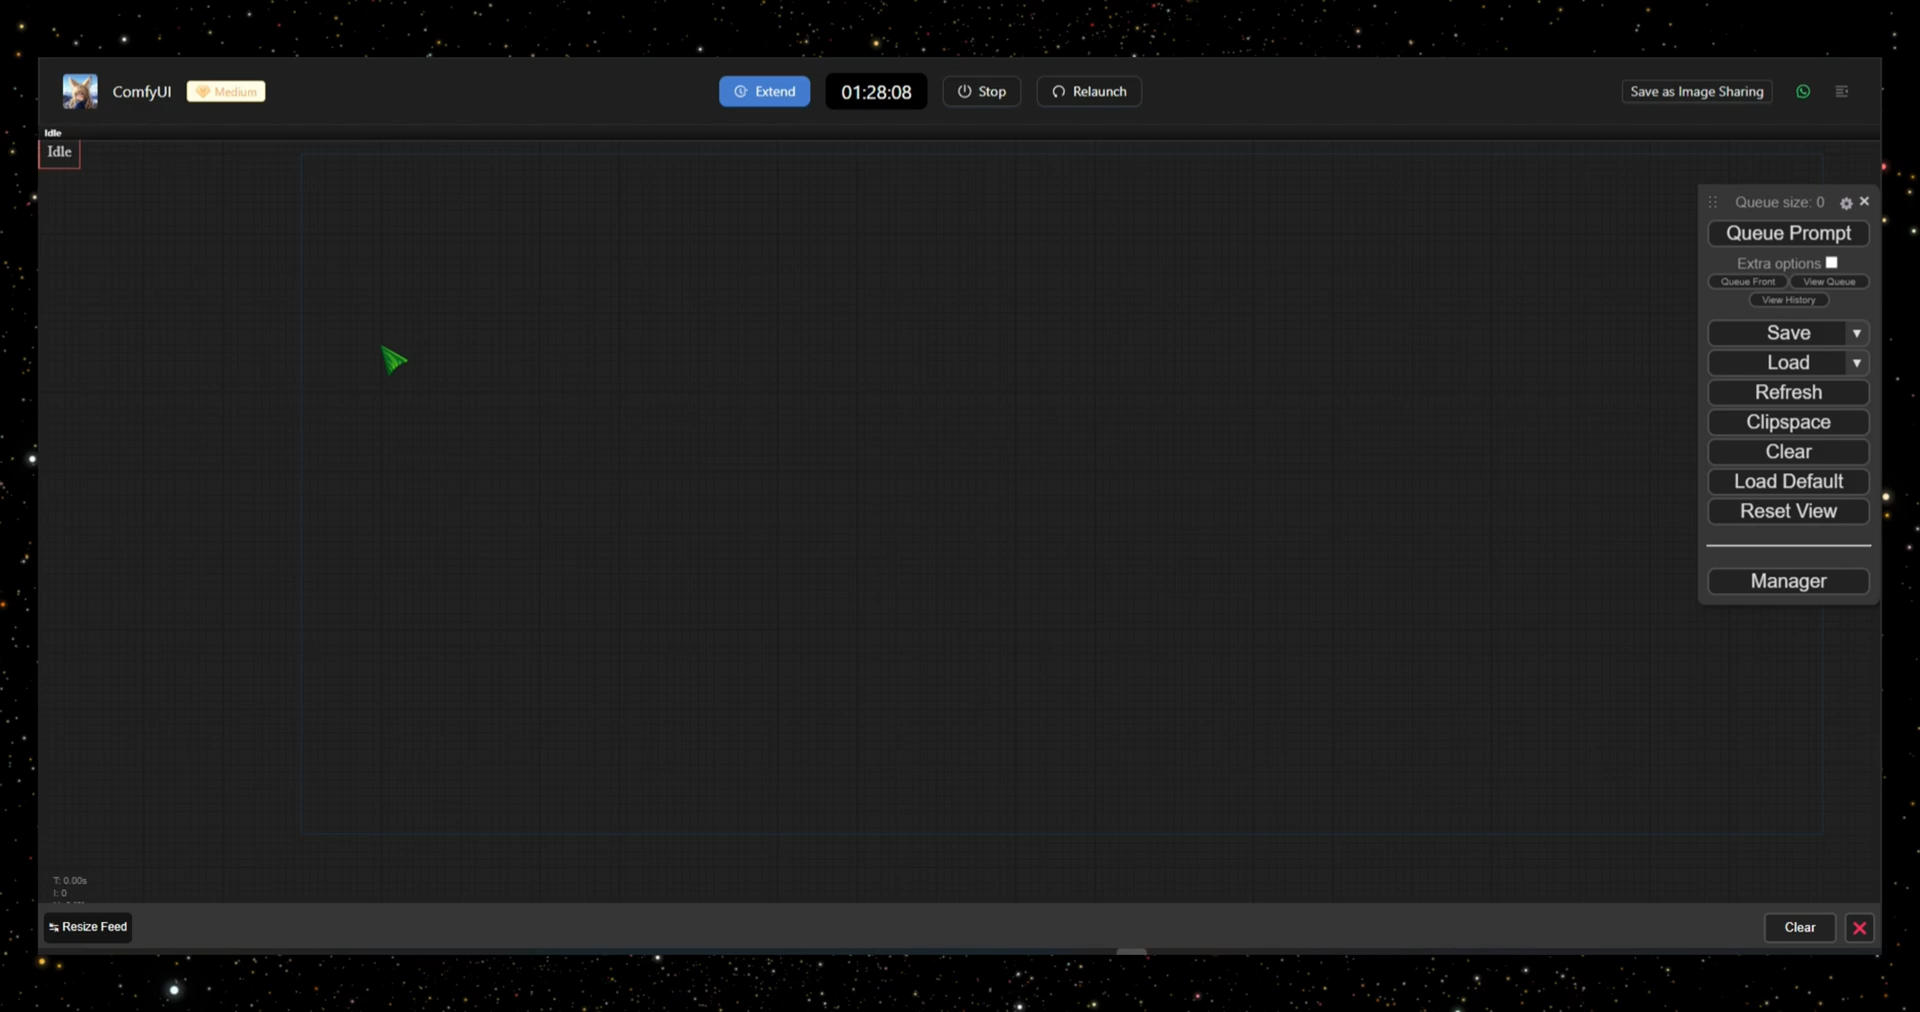 ComfyUI
Medium
Extend
01:28:08
Stop
Relaunch
Save as Image Sharing
Idle
Idle
Queue size: 0
Queue Prompt
Extra options
Queue Front
View Queue
View History
Save
Load
Refresh
Clipspace
Clear
Load Default
Reset View
Manager
T: 0.00s
I: 0
Resize Feed
Clear